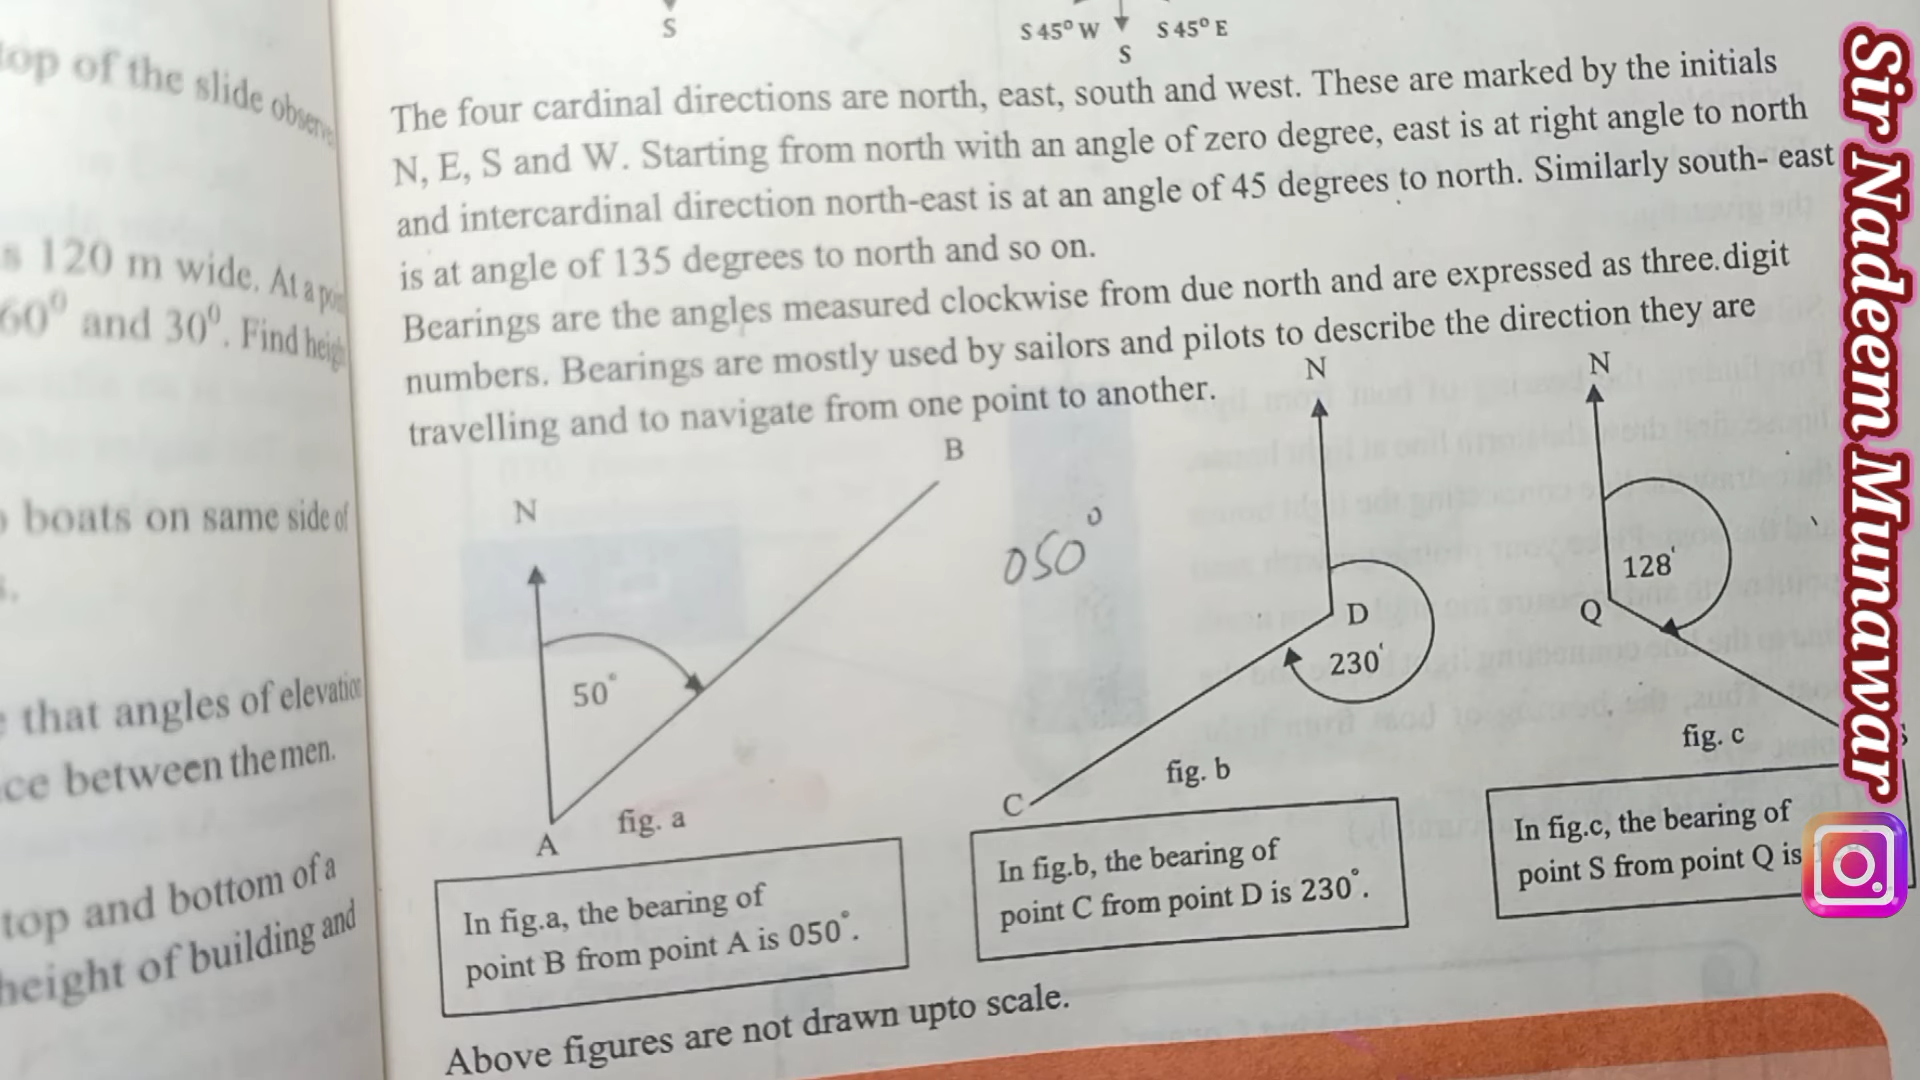 S
S 45° W
S 45° E
S
top of the slide
s 120 m wide. At a
60° and 30°. Find
boats on same side of
that angles of elevation
ce between the men.
top and bottom of a
height of building and
The four cardinal directions are north, east, south and west. These are marked by the initials
N, E, S and W. Starting from north with an angle of zero degree, east is at right angle to north
and intercardinal direction north-east is at an angle of 45 degrees to north. Similarly south- east
is at angle of 135 degrees to north and so on.
Bearings are the angles measured clockwise from due north and are expressed as three.digit
numbers. Bearings are mostly used by sailors and pilots to describe the direction they are
travelling and to navigate from one point to another.
N
B
50°
A
fig. a
050°
N
D
230'
C
fig. b
N
128'
Q
fig. c
In fig.a, the bearing of
point B from point A is 050°.
In fig.b, the bearing of
point C from point D is 230°.
In fig.c, the bearing of
point S from point Q is
Above figures are not drawn upto scale.
Sir Nadeem Munawar